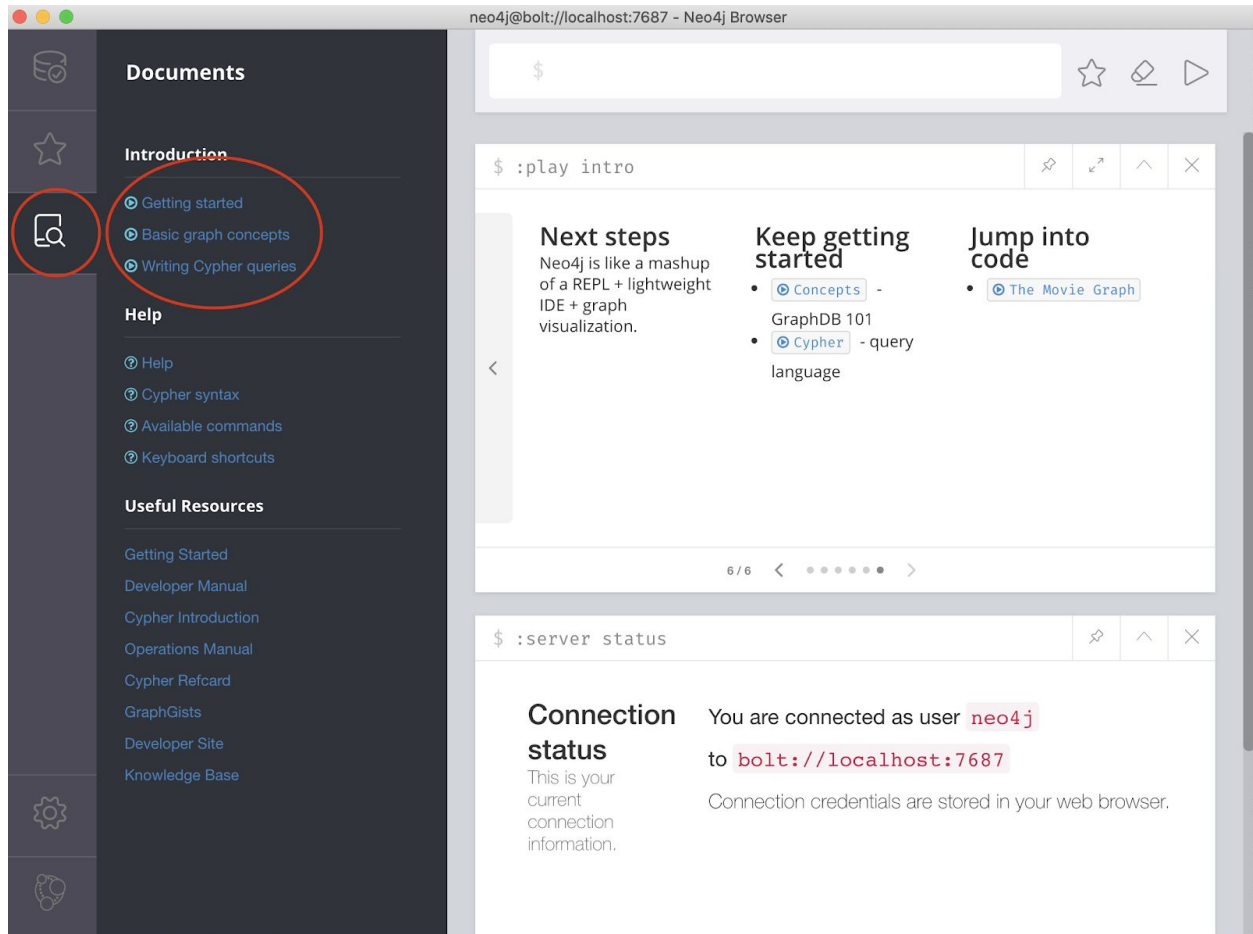 neo4j@bolt://localhost:7687 - Neo4j Browser
Documents
Introduction
Getting started
Basic graph concepts
Writing Cypher queries
Help
Help
Cypher syntax
Available commands
Keyboard shortcuts
Useful Resources
Getting Started
Developer Manual
Cypher Introduction
Operations Manual
Cypher Refcard
GraphGists
Developer Site
Knowledge Base
$
$ :play intro
Next steps
Neo4j is like a mashup
of a REPL + lightweight
IDE + graph
visualization.
Keep getting
started
• Concepts -
GraphDB 101
• Cypher - query
language
Jump into
code
• The Movie Graph
6/6
$ :server status
Connection
status
This is your
current
connection
information.
You are connected as user neo4j
to bolt://localhost:7687
Connection credentials are stored in your web browser.